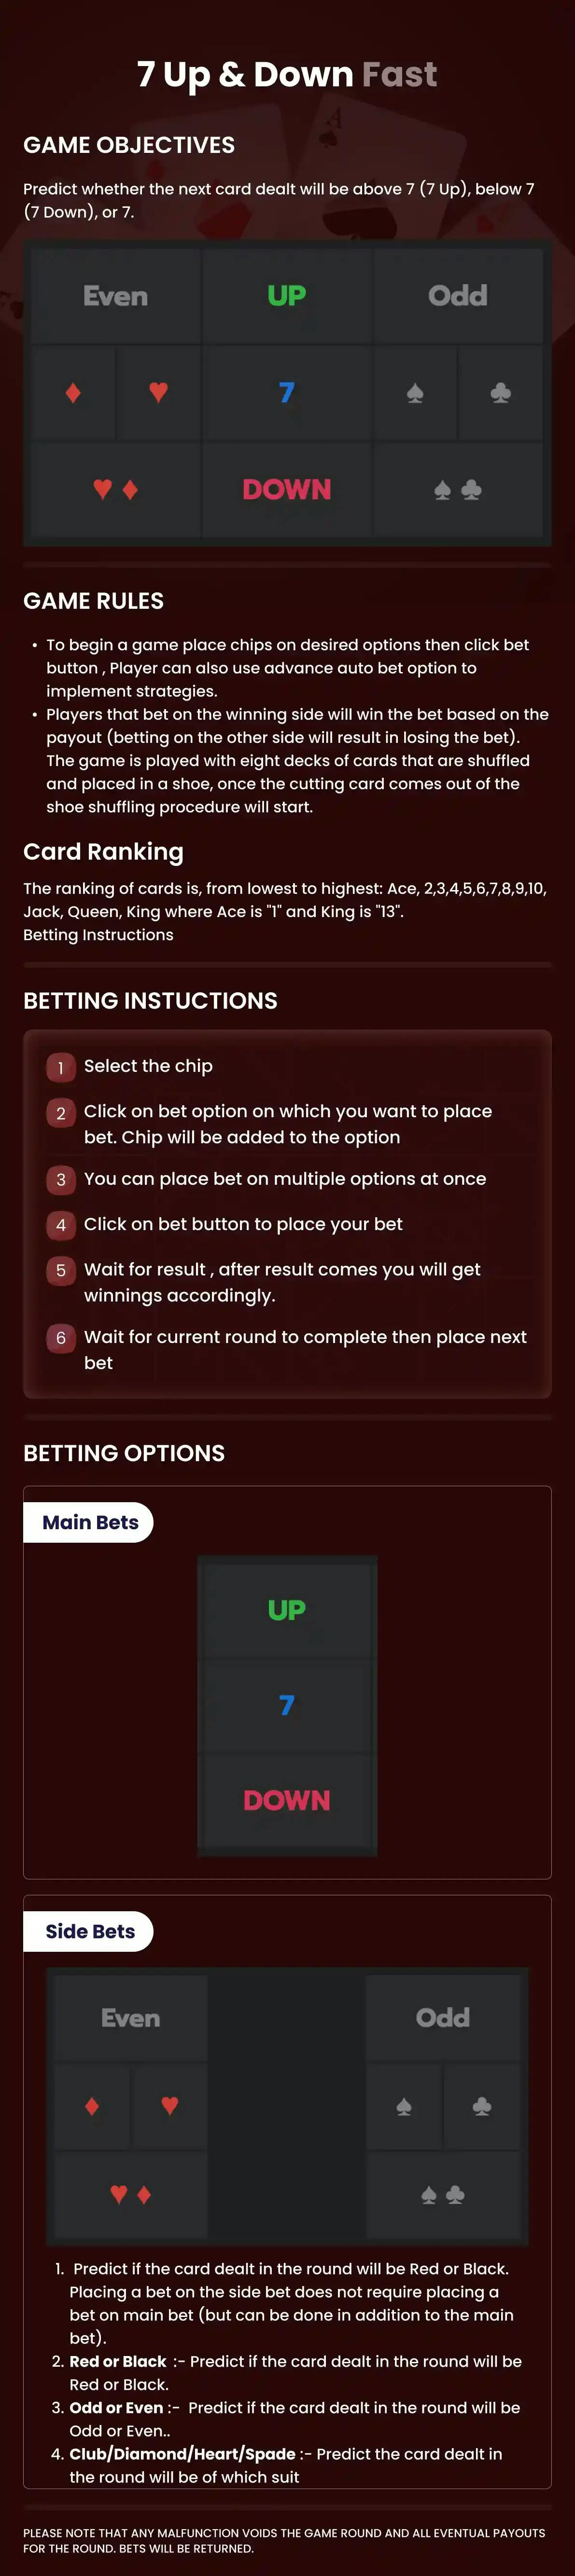 7 Up & Down Fast
GAME OBJECTIVES
Predict whether the next card dealt will be above 7 (7 Up), below 7
(7 Down), or 7.
A
Even UP Odd
♦ ♥ 7 ♠ ♣
♥♦ DOWN ♠♣
GAME RULES
• To begin a game place chips on desired options then click bet
button , Player can also use advance auto bet option to
implement strategies.
• Players that bet on the winning side will win the bet based on the
payout (betting on the other side will result in losing the bet).
The game is played with eight decks of cards that are shuffled
and placed in a shoe, once the cutting card comes out of the
shoe shuffling procedure will start.
Card Ranking
The ranking of cards is, from lowest to highest: Ace, 2,3,4,5,6,7,8,9,10,
Jack, Queen, King where Ace is "1" and King is "13".
Betting Instructions
BETTING INSTUCTIONS
1 Select the chip
2 Click on bet option on which you want to place
bet. Chip will be added to the option
3 You can place bet on multiple options at once
4 Click on bet button to place your bet
5 Wait for result , after result comes you will get
winnings accordingly.
6 Wait for current round to complete then place next
bet
BETTING OPTIONS
Main Bets
UP
7
DOWN
Side Bets
Even Odd
♦ ♥ ♠ ♣
♥♦ ♠♣
1. Predict if the card dealt in the round will be Red or Black.
Placing a bet on the side bet does not require placing a
bet on main bet (but can be done in addition to the main
bet).
2. Red or Black :- Predict if the card dealt in the round will be
Red or Black.
3. Odd or Even :- Predict if the card dealt in the round will be
Odd or Even..
4. Club/Diamond/Heart/Spade :- Predict the card dealt in
the round will be of which suit
PLEASE NOTE THAT ANY MALFUNCTION VOIDS THE GAME ROUND AND ALL EVENTUAL PAYOUTS
FOR THE ROUND. BETS WILL BE RETURNED.